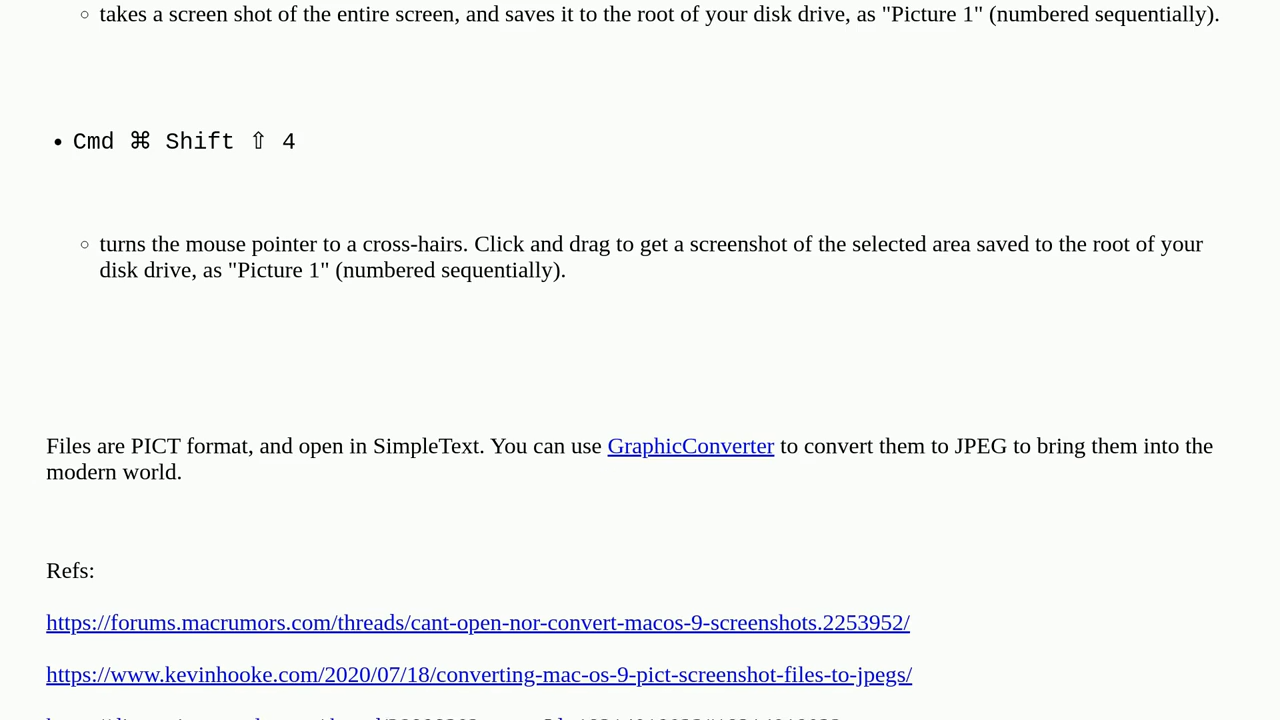 takes a screen shot of the entire screen, and saves it to the root of your disk drive, as "Picture 1" (numbered sequentially).
Cmd ⌘ Shift ⇧ 4
turns the mouse pointer to a cross-hairs. Click and drag to get a screenshot of the selected area saved to the root of your
disk drive, as "Picture 1" (numbered sequentially).
Files are PICT format, and open in SimpleText. You can use GraphicConverter to convert them to JPEG to bring them into the
modern world.
Refs:
https://forums.macrumors.com/threads/cant-open-nor-convert-macos-9-screenshots.2253952/
https://www.kevinhooke.com/2020/07/18/converting-mac-os-9-pict-screenshot-files-to-jpegs/